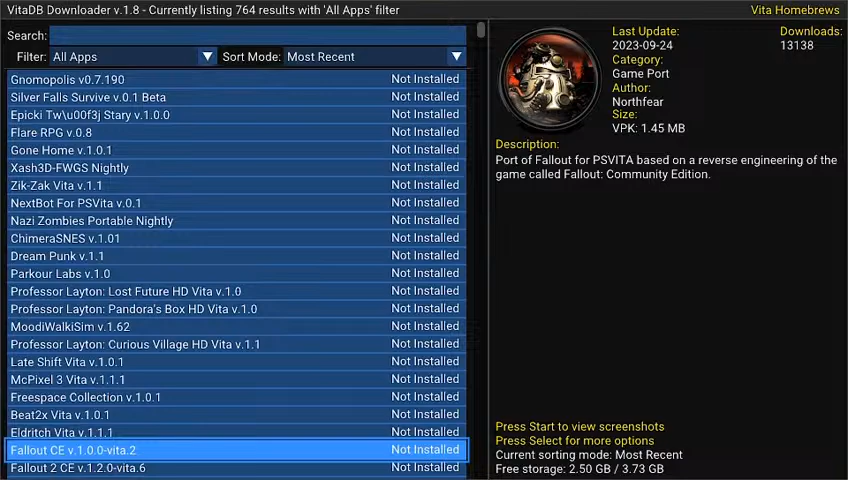 VitaDB Downloader v.1.8 - Currently listing 764 results with 'All Apps' filter
Vita Homebrews
Search:
Filter: All Apps Sort Mode: Most Recent
Gnomopolis v0.7.190 Not Installed
Silver Falls Survive v.0.1 Beta Not Installed
Epicki Tw\u00f3j Stary v.1.0.0 Not Installed
Flare RPG v.0.8 Not Installed
Gone Home v.1.0.1 Not Installed
Xash3D-FWGS Nightly Not Installed
Zik-Zak Vita v.1.1 Not Installed
NextBot For PSVita v.0.1 Not Installed
Nazi Zombies Portable Nightly Not Installed
ChimeraSNES v.1.01 Not Installed
Dream Punk v.1.1 Not Installed
Parkour Labs v.1.0 Not Installed
Professor Layton: Lost Future HD Vita v.1.0 Not Installed
Professor Layton: Pandora's Box HD Vita v.1.0 Not Installed
MoodiWalkiSim v.1.62 Not Installed
Professor Layton: Curious Village HD Vita v.1.1 Not Installed
Late Shift Vita v.1.0.1 Not Installed
McPixel 3 Vita v.1.1.1 Not Installed
Freespace Collection v.1.0.1 Not Installed
Beat2x Vita v.1.0.1 Not Installed
Eldritch Vita v.1.1.1 Not Installed
Fallout CE v.1.0.0-vita.2 Not Installed
Fallout 2 CE v.1.2.0-vita.6 Not Installed
Last Update: Downloads:
2023-09-24 13138
Category:
Game Port
Author:
Northfear
Size:
VPK: 1.45 MB
Description:
Port of Fallout for PSVITA based on a reverse engineering of the
game called Fallout: Community Edition.
Press Start to view screenshots
Press Select for more options
Current sorting mode: Most Recent
Free storage: 2.50 GB / 3.73 GB